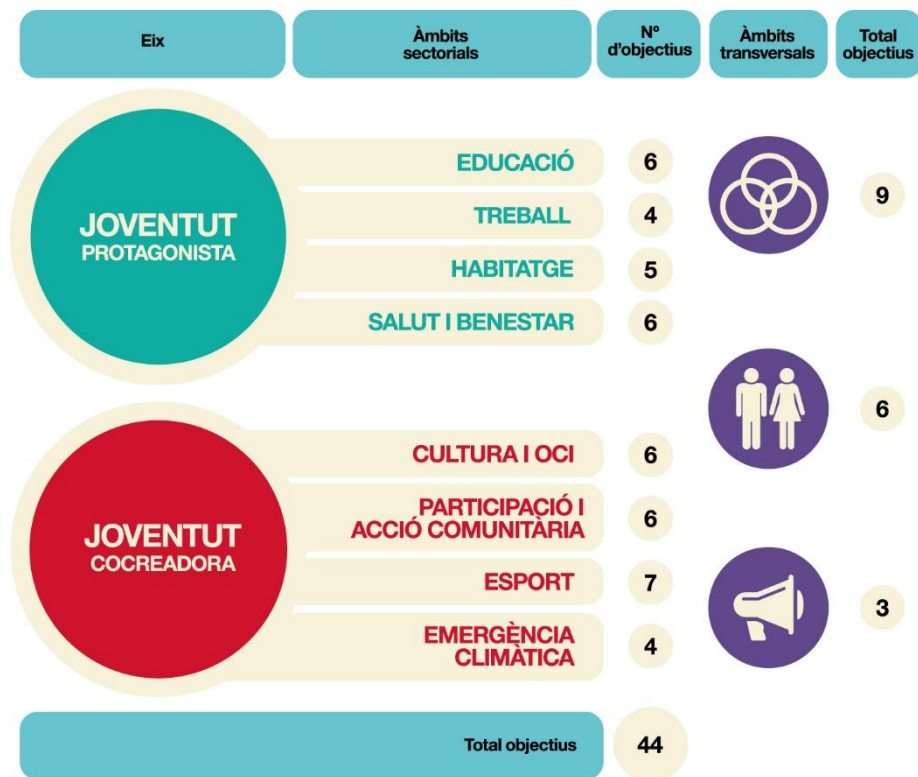 Eix
Àmbits
sectorials
Nº
d'objectius
Àmbits
transversals
Total
objectius
JOVENTUT
PROTAGONISTA
EDUCACIÓ
6
TREBALL
4
HABITATGE
5
SALUT I BENESTAR
6
9
6
JOVENTUT
COCREADORA
CULTURA I OCI
6
PARTICIPACIÓ I
ACCIÓ COMUNITÀRIA
6
ESPORT
7
EMERGÈNCIA
CLIMÀTICA
4
3
Total objectius
44